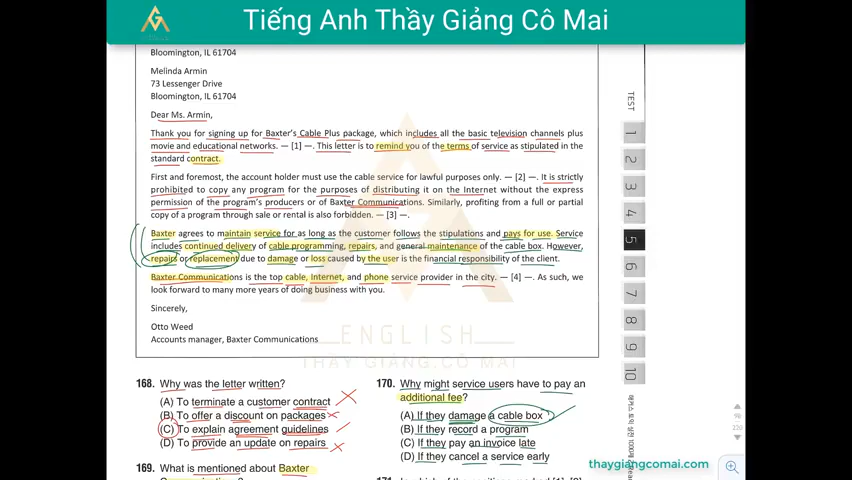 Tiếng Anh Thầy Giảng Cô Mai
Bloomington, IL 61704
Melinda Armin
73 Lessenger Drive
Bloomington, IL 61704
Dear Ms. Armin,
Thank you for signing up for Baxter's Cable Plus package, which includes all the basic television channels plus
movie and educational networks. — [1] —. This letter is to remind you of the terms of service as stipulated in the
standard contract.
First and foremost, the account holder must use the cable service for lawful purposes only. — [2] —. It is strictly
prohibited to copy any program for the purposes of distributing it on the Internet without the express
permission of the program's producers or of Baxter Communications. Similarly, profiting from a full or partial
copy of a program through sale or rental is also forbidden. — [3] —.
Baxter agrees to maintain service for as long as the customer follows the stipulations and pays for use. Service
includes continued delivery of cable programming, repairs, and general maintenance of the cable box. However,
repairs or replacement due to damage or loss caused by the user is the financial responsibility of the client.
Baxter Communications is the top cable, Internet, and phone service provider in the city. — [4] —. As such, we
look forward to many more years of doing business with you.
Sincerely,
Otto Weed
Accounts manager, Baxter Communications
ENGLISH
THẦY GIẢNG.CÔ MAI
168. Why was the letter written?
(A) To terminate a customer contract
(B) To offer a discount on packages
(C) To explain agreement guidelines
(D) To provide an update on repairs
169. What is mentioned about Baxter
170. Why might service users have to pay an
additional fee?
(A) If they damage a cable box
(B) If they record a program
(C) If they pay an invoice late
(D) If they cancel a service early
TEST
1
2
3
4
5
6
7
8
9
10
thaygiangcomai.com